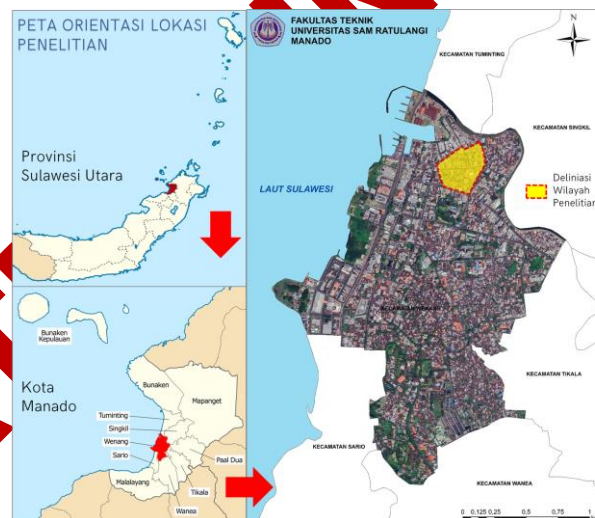 PETA ORIENTASI LOKASI
PENELITIAN
Provinsi
Sulawesi Utara
Bunaken
Kepulauan
Kota
Manado
Bunaken
Mapanget
Tuminting
Singkil
Wenang
Sario
Malalayang
Paal Dua
Tikala
Wanea
FAKULTAS TEKNIK
UNIVERSITAS SAM RATULANGI
MANADO
N
KECAMATAN TUMINTING
KECAMATAN SINGKIL
LAUT SULAWESI
Deliniasi
Wilayah
Penelitian
KECAMATAN WENANG
KECAMATAN TIKALA
KECAMATAN SARIO
KECAMATAN WANEA
0 0,125 0,25 0,5 0,75 1